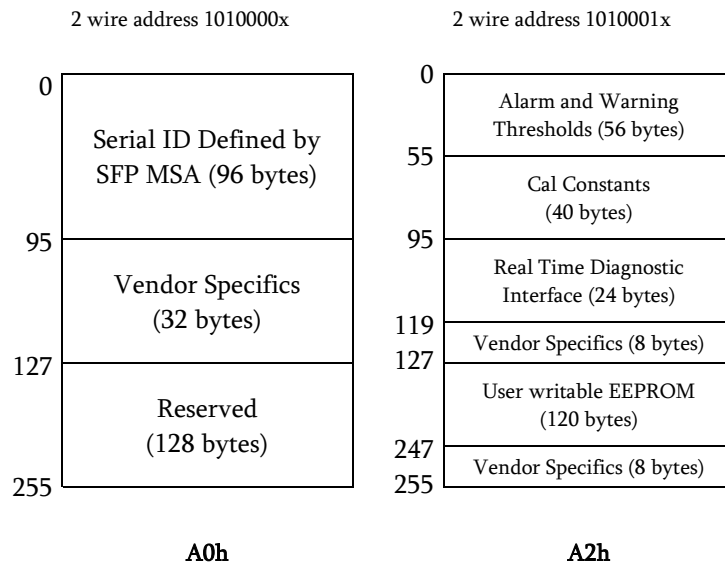 2 wire address 1010000x
0
Serial ID Defined by
SFP MSA (96 bytes)
95
Vendor Specifics
(32 bytes)
127
Reserved
(128 bytes)
255
A0h
2 wire address 1010001x
0
Alarm and Warning
Thresholds (56 bytes)
55
Cal Constants
(40 bytes)
95
Real Time Diagnostic
Interface (24 bytes)
119
Vendor Specifics (8 bytes)
127
User writable EEPROM
(120 bytes)
247
Vendor Specifics (8 bytes)
255
A2h